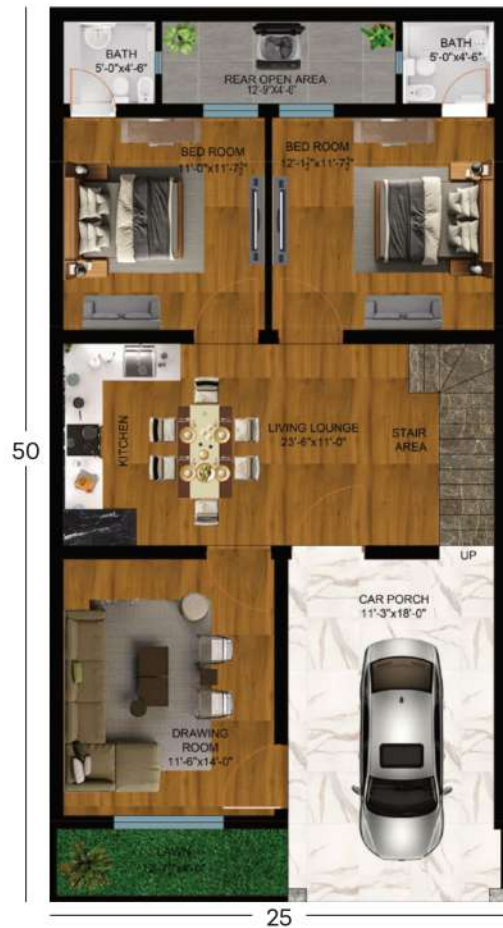 BATH
5'-0"x4'-6"
BATH
5'-0"x4'-6"
REAR OPEN AREA
12'-9"X4'-6"
BED ROOM
11'-0"x11'-7½"
BED ROOM
12'-1½"x11'-7½"
KITCHEN
LIVING LOUNGE
23'-6"x11'-0"
STAIR
AREA
50
UP
CAR PORCH
11'-3"x18'-0"
DRAWING
ROOM
11'-6"x14'-0"
LAWN
25